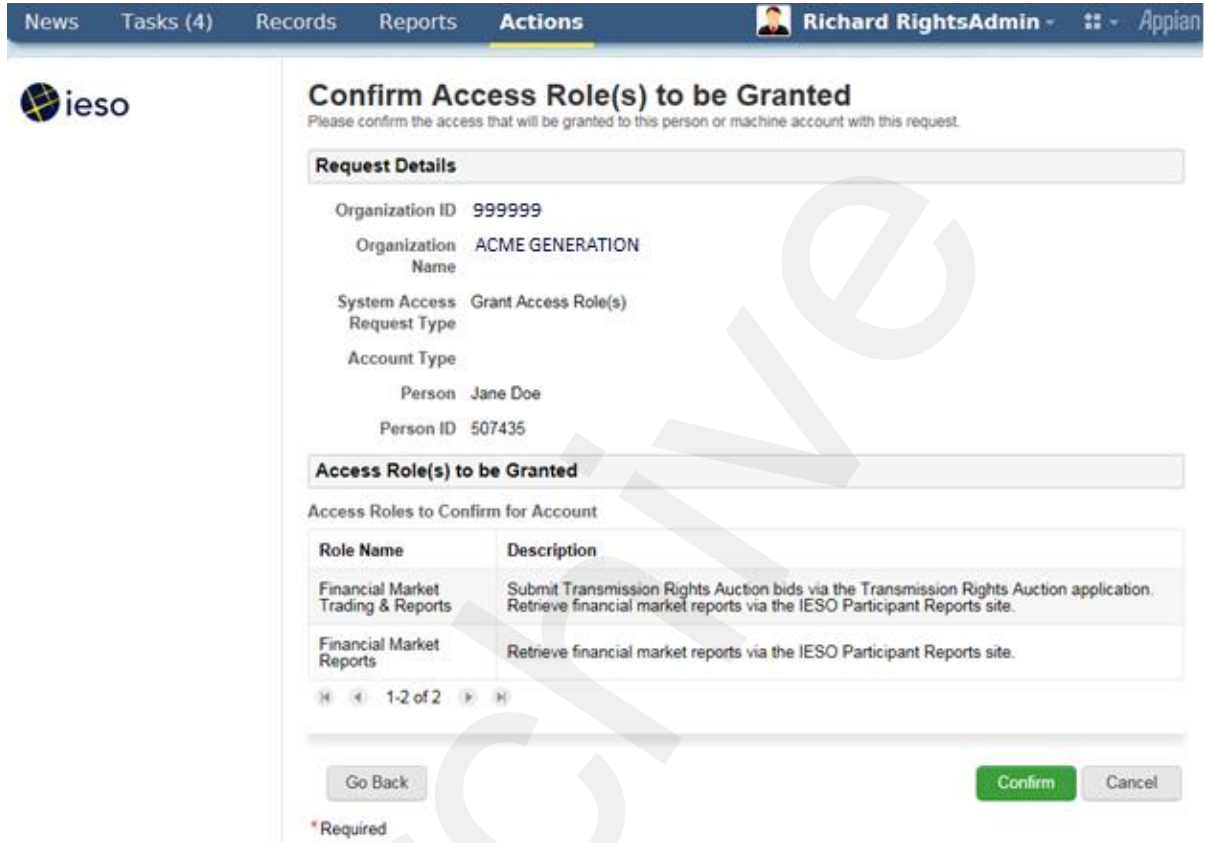 News Tasks (4) Records Reports Actions Richard RightsAdmin Appian
ieso
Confirm Access Role(s) to be Granted
Please confirm the access that will be granted to this person or machine account with this request.
Request Details
Organization ID 999999
Organization Name ACME GENERATION
System Access Request Type Grant Access Role(s)
Account Type
Person Jane Doe
Person ID 507435
Access Role(s) to be Granted
Access Roles to Confirm for Account
Role Name Description
Financial Market Trading & Reports
Submit Transmission Rights Auction bids via the Transmission Rights Auction application.
Retrieve financial market reports via the IESO Participant Reports site.
Financial Market Reports
Retrieve financial market reports via the IESO Participant Reports site.
1-2 of 2
Go Back Confirm Cancel
*Required
chive